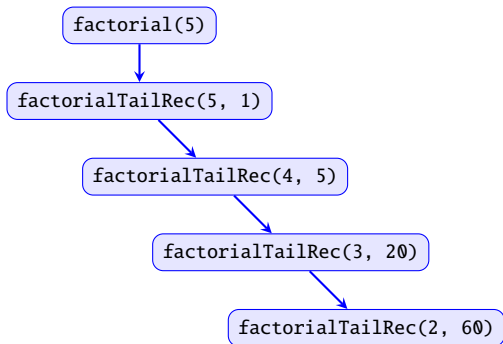 factorial(5)
factorialTailRec(5, 1)
factorialTailRec(4, 5)
factorialTailRec(3, 20)
factorialTailRec(2, 60)